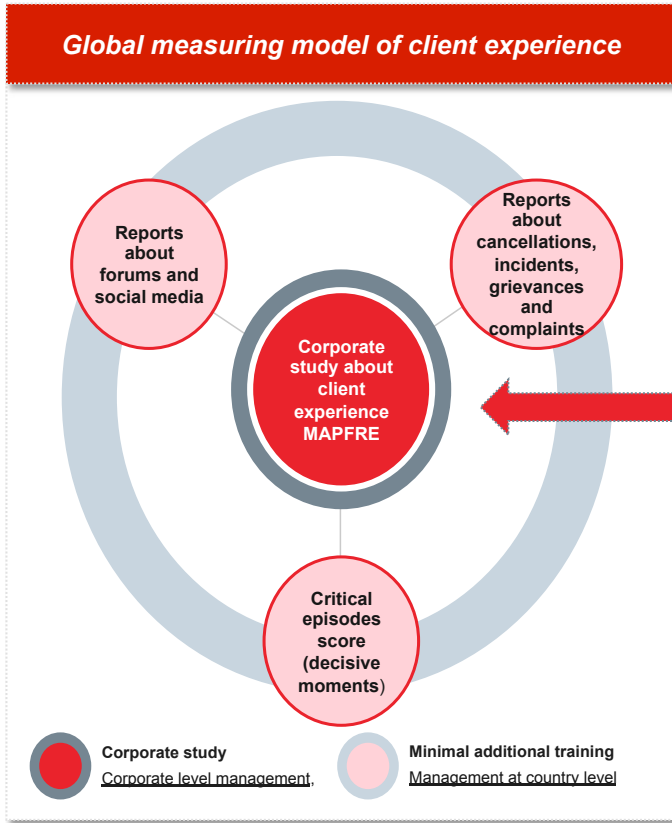 Global measuring model of client experience
Reports
about
forums and
social media
Reports
about
cancellations,
incidents,
grievances
and
complaints
Corporate
study about
client
experience
MAPFRE
Critical
episodes
score
(decisive
moments)
Corporate study
Corporate level management,
Minimal additional training
Management at country level